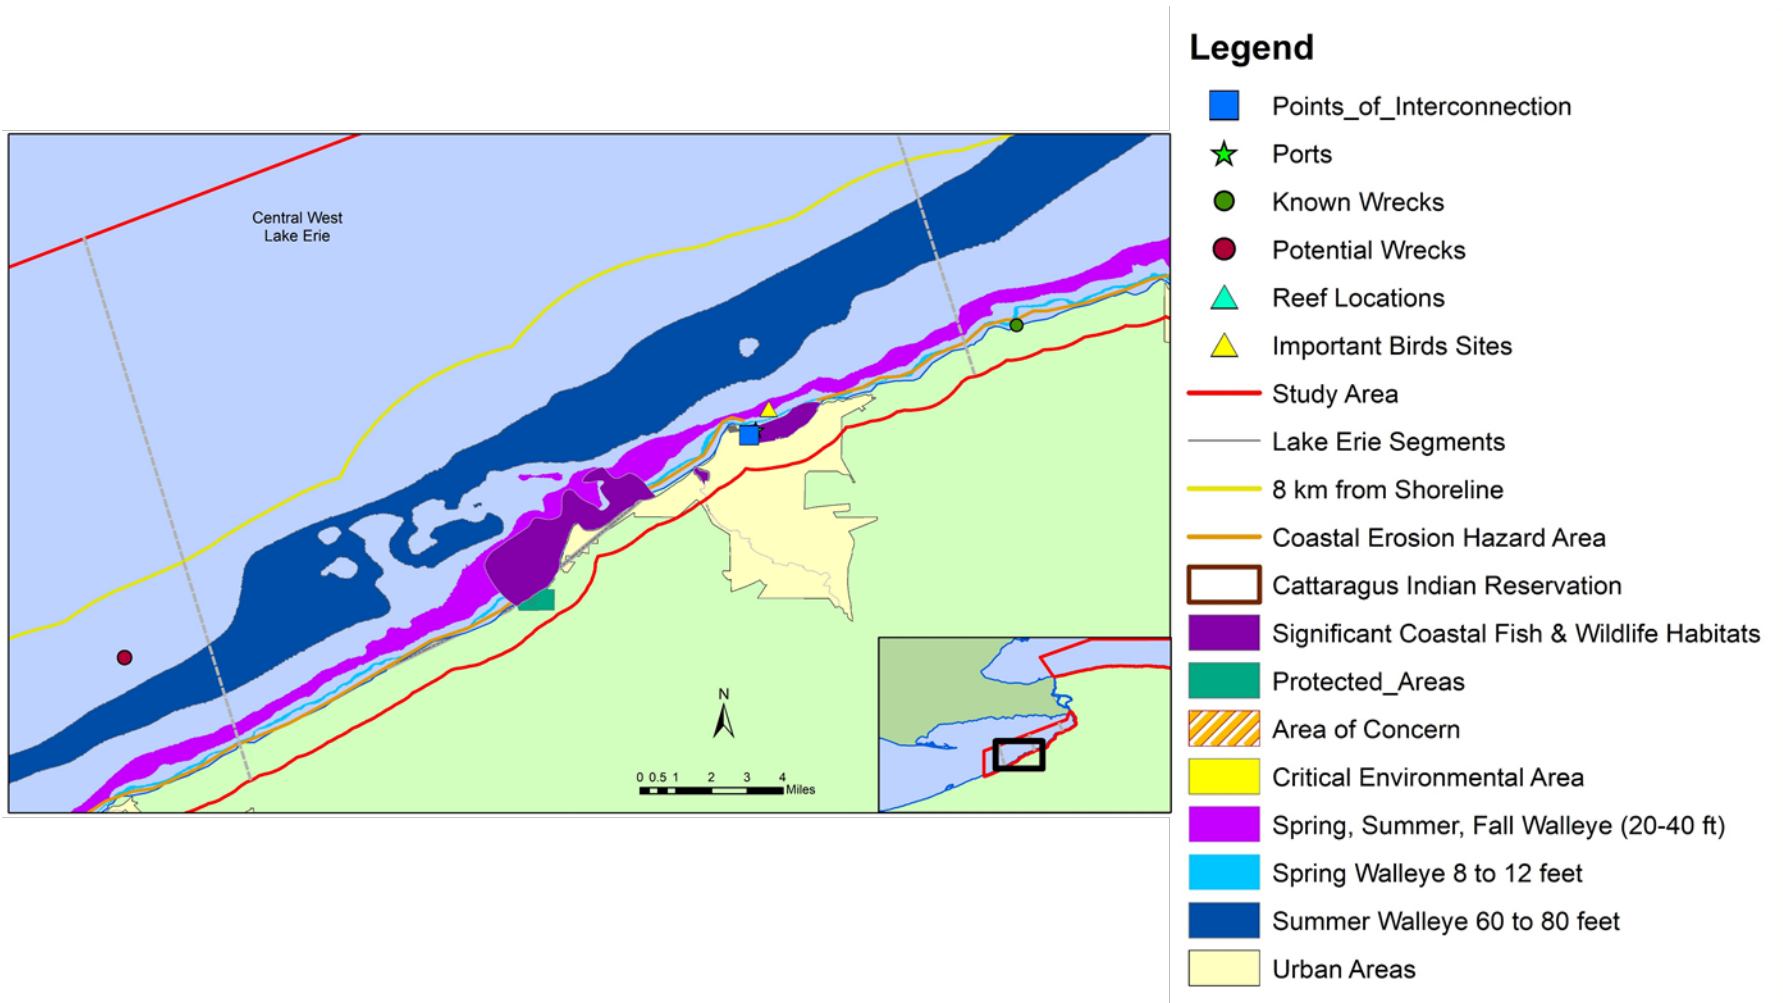 Central West
Lake Erie
N
0 0.5 1 2 3 4
Miles
Legend
Points_of_Interconnection
Ports
Known Wrecks
Potential Wrecks
Reef Locations
Important Birds Sites
Study Area
Lake Erie Segments
8 km from Shoreline
Coastal Erosion Hazard Area
Cattaragus Indian Reservation
Significant Coastal Fish & Wildlife Habitats
Protected_Areas
Area of Concern
Critical Environmental Area
Spring, Summer, Fall Walleye (20-40 ft)
Spring Walleye 8 to 12 feet
Summer Walleye 60 to 80 feet
Urban Areas